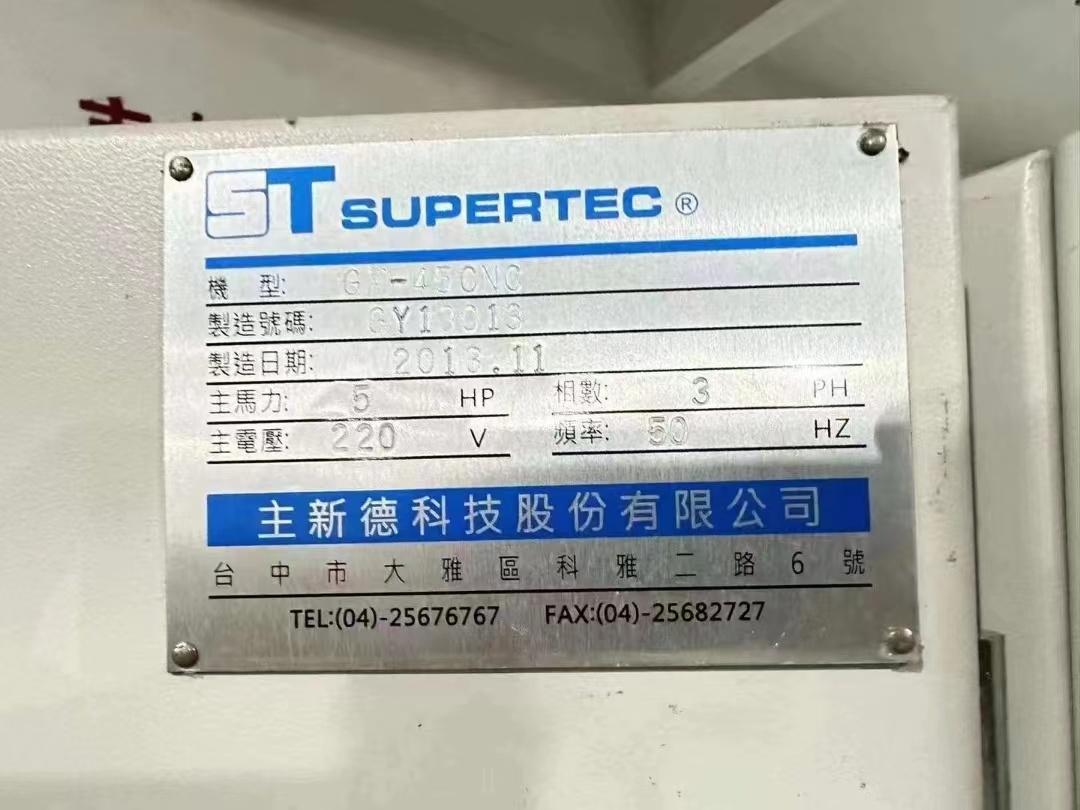 ST SUPERTEC ®
機 型: -45CNC
製造號碼:
製造日期: 2013.11
主馬力: 5 HP 相數: 3 PH
主電壓: 220 V 頻率: 50 HZ
主新德科技股份有限公司
台中市大雅區科雅二路6號
TEL:(04)-25676767 FAX:(04)-25682727